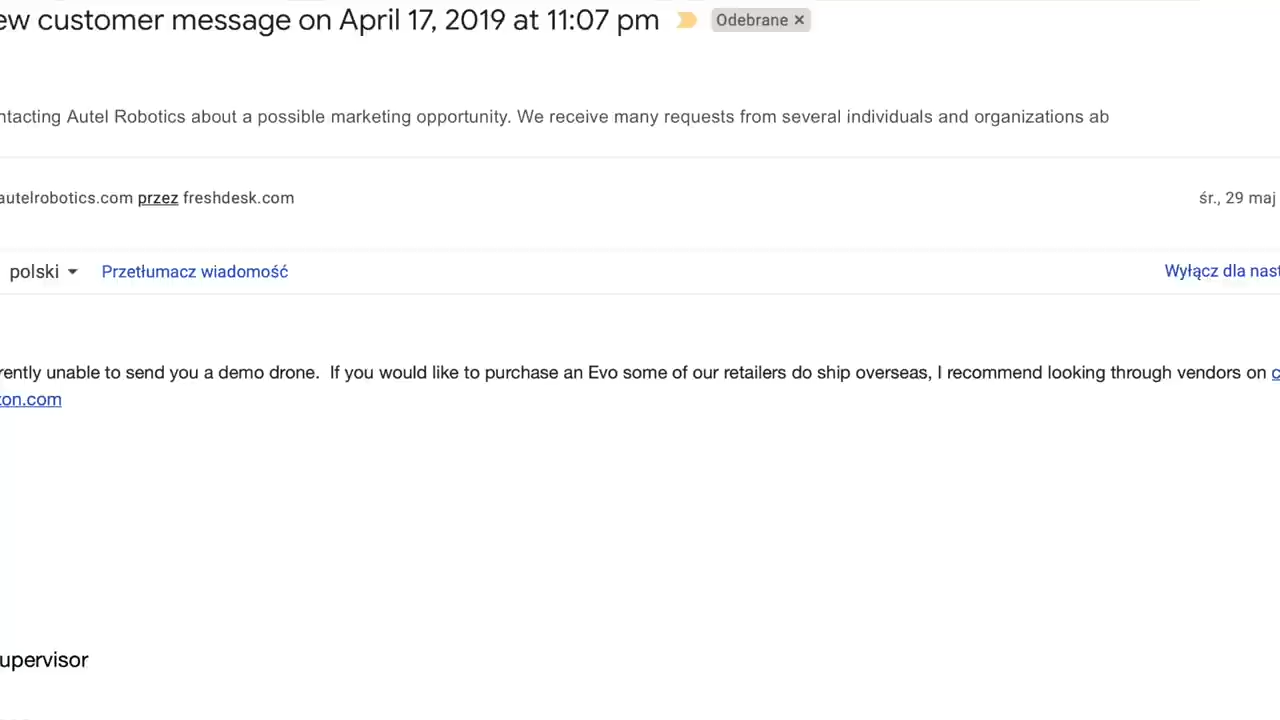 ew customer message on April 17, 2019 at 11:07 pm Odebrane ×
ntacting Autel Robotics about a possible marketing opportunity. We receive many requests from several individuals and organizations ab
autelrobotics.com przez freshdesk.com śr., 29 maj
polski Przetłumacz wiadomość Wyłącz dla nast
rently unable to send you a demo drone. If you would like to purchase an Evo some of our retailers do ship overseas, I recommend looking through vendors on c
zon.com
upervisor